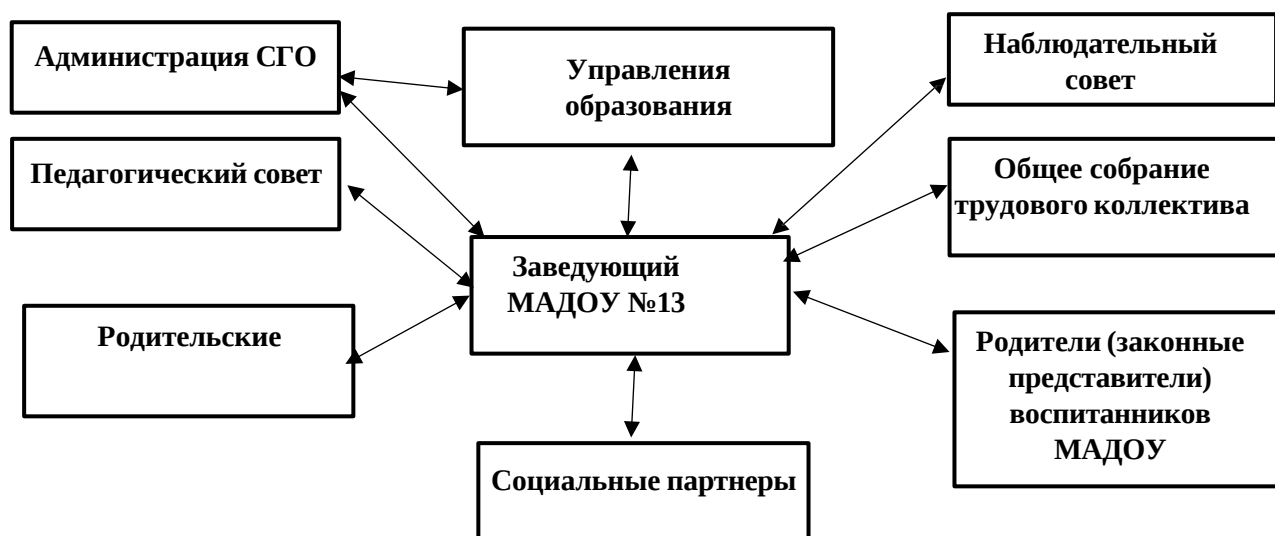 Администрация СГО
Управления
образования
Наблюдательный
совет
Педагогический совет
Общее собрание
трудового коллектива
Заведующий
МАДОУ №13
Родительские
Родители (законные
представители)
воспитанников
МАДОУ
Социальные партнеры